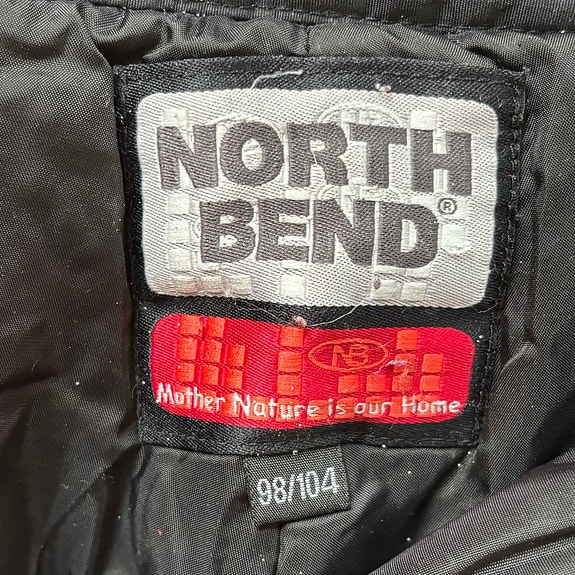 NORTH
BEND®
NB
Mother Nature is our Home
98/104